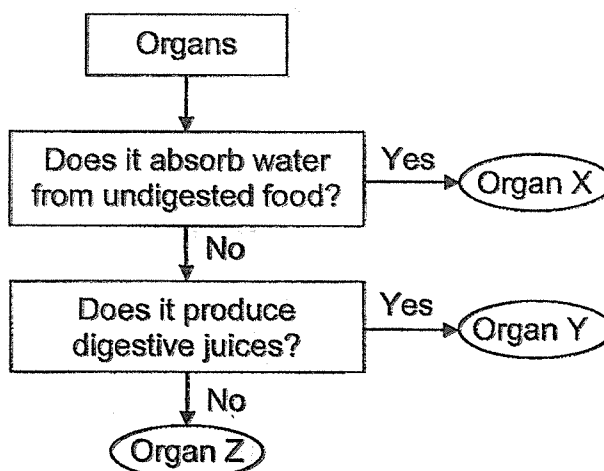 Organs
Does it absorb water
from undigested food?
Yes
Organ X
No
Does it produce
digestive juices?
Yes
Organ Y
No
Organ Z